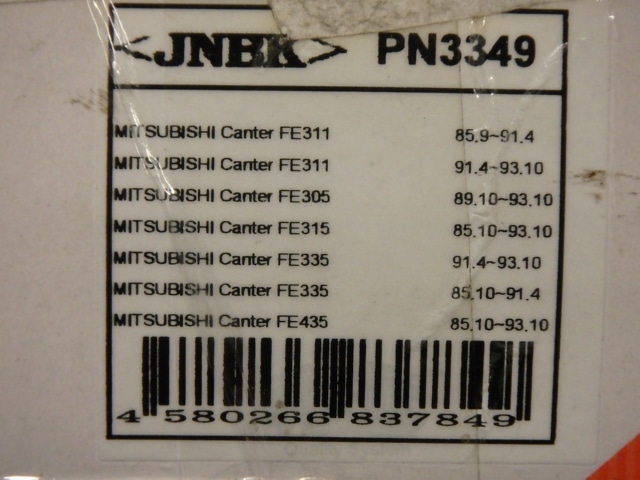 <JNBK> PN3349
MITSUBISHI Canter FE311 85.9~91.4
MITSUBISHI Canter FE311 91.4~93.10
MITSUBISHI Canter FE305 89.10~93.10
MITSUBISHI Canter FE315 85.10~93.10
MITSUBISHI Canter FE335 91.4~93.10
MITSUBISHI Canter FE335 85.10~91.4
MITSUBISHI Canter FE435 85.10~93.10
4 580266 837849
Quality System